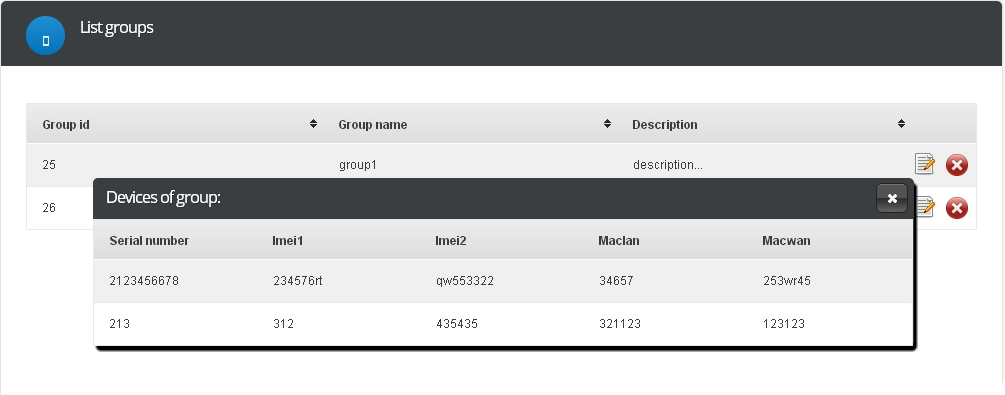 List groups
Group id Group name Description
25 group1 description...
26
Devices of group:
Serial number Imei1 Imei2 Maclan Macwan
2123456678 234576rt qw553322 34657 253wr45
213 312 435435 321123 123123